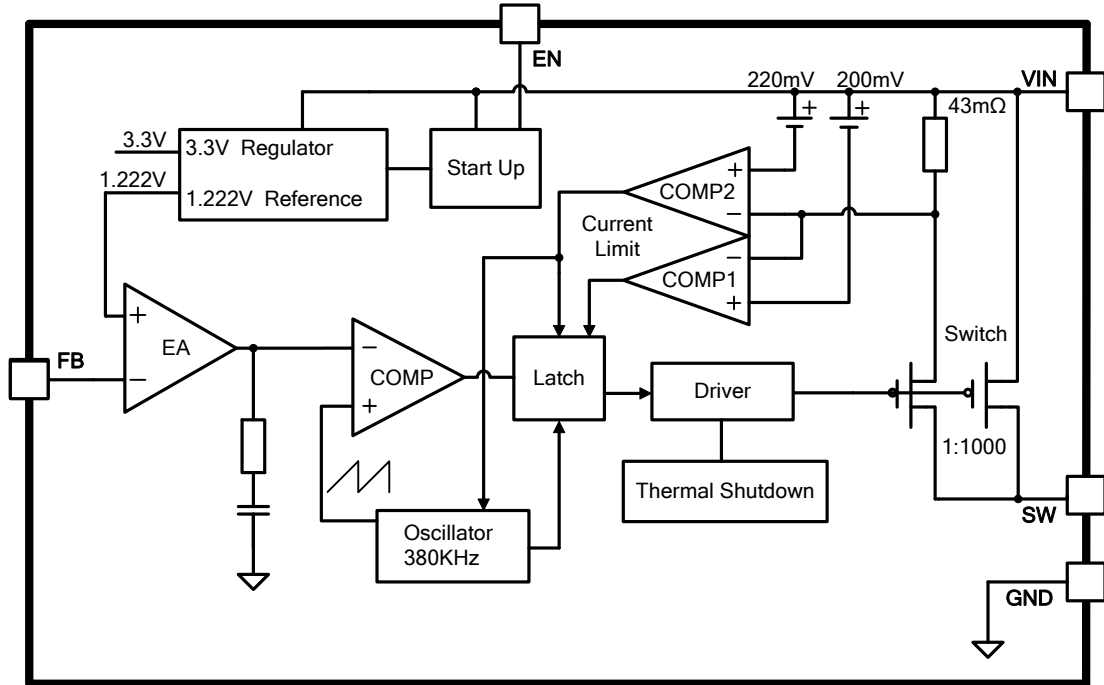 EN
VIN
220mV
200mV
43mΩ
3.3V
3.3V Regulator
1.222V
1.222V Reference
Start Up
+
+
+
COMP2
−
Current
Limit
−
COMP1
+
+
EA
−
FB
−
COMP
+
Latch
Driver
Switch
1:1000
Thermal Shutdown
Oscillator
380KHz
SW
GND